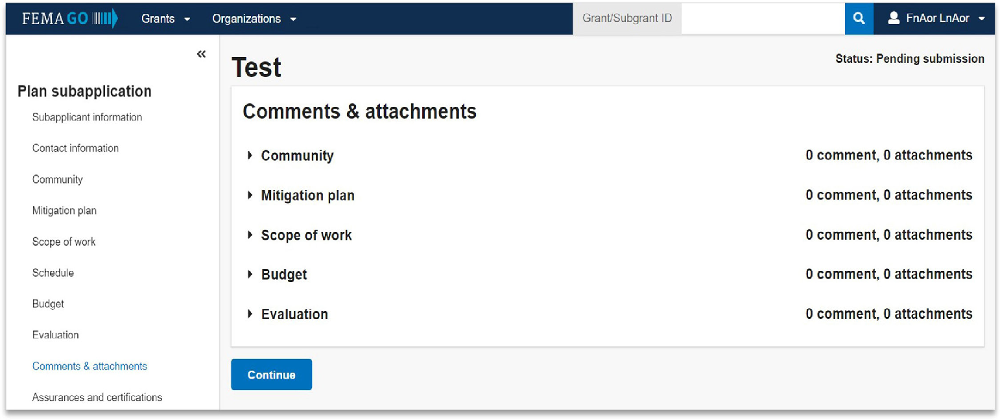 FEMA GO Grants Organizations Grant/Subgrant ID FnAor LnAor
Status: Pending submission
Test
Plan subapplication
Subapplicant information
Contact information
Community
Mitigation plan
Scope of work
Schedule
Budget
Evaluation
Comments & attachments
Assurances and certifications
Comments & attachments
Community 0 comment, 0 attachments
Mitigation plan 0 comment, 0 attachments
Scope of work 0 comment, 0 attachments
Budget 0 comment, 0 attachments
Evaluation 0 comment, 0 attachments
Continue